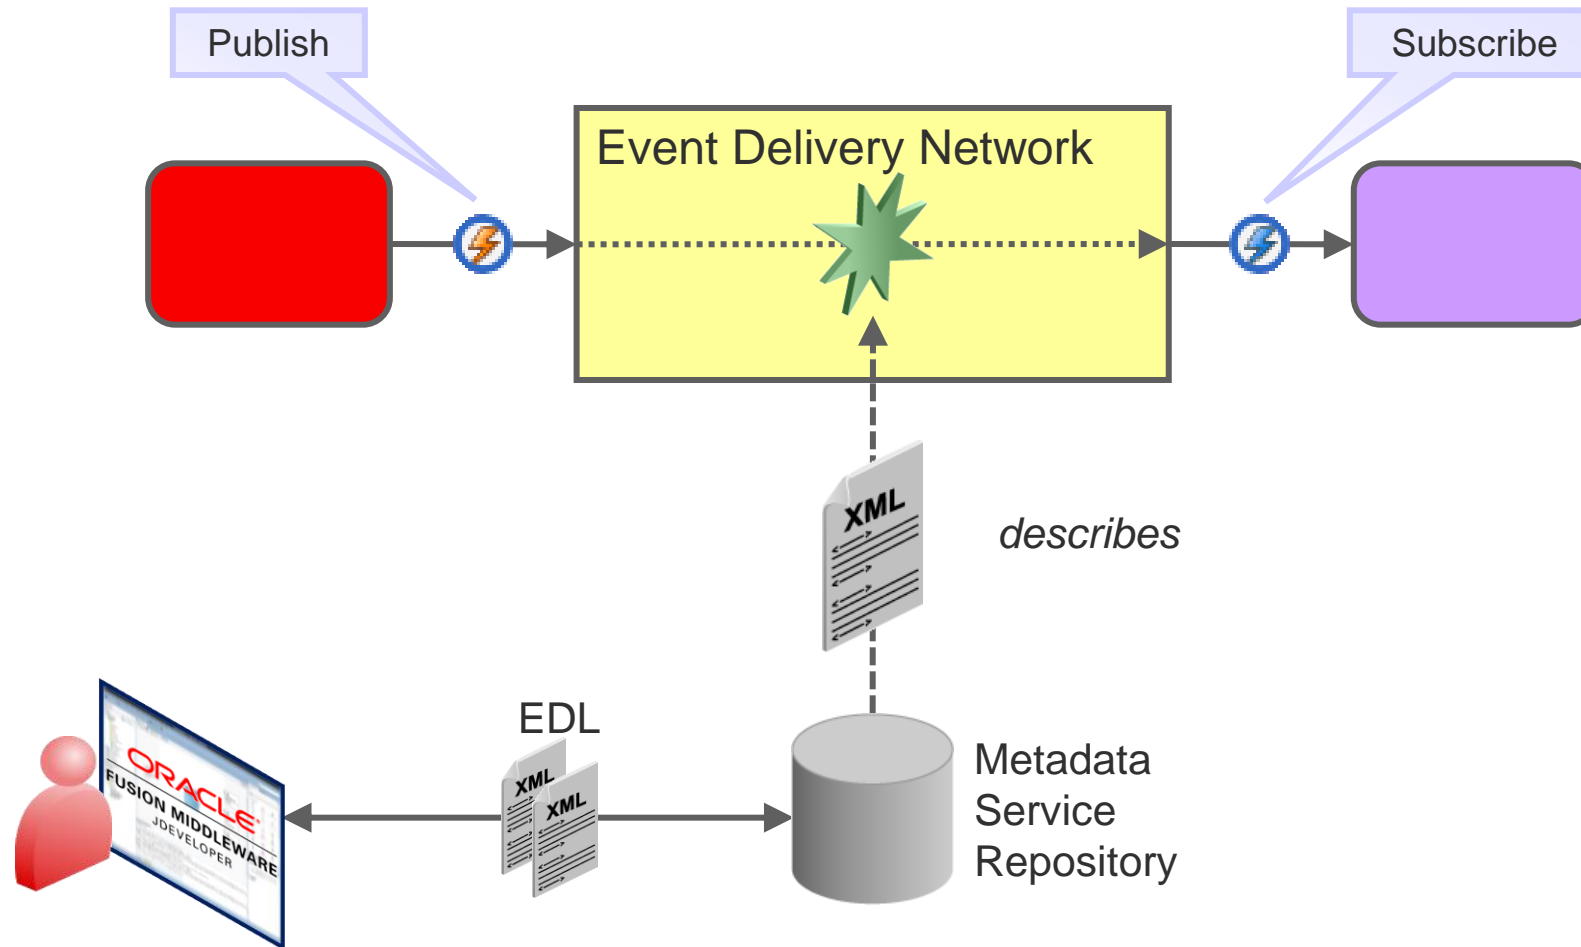 Publish
Subscribe
Event Delivery Network
XML
describes
EDL
XML
XML
ORACLE
FUSION MIDDLEWARE
JDEVELOPER
Metadata
Service
Repository